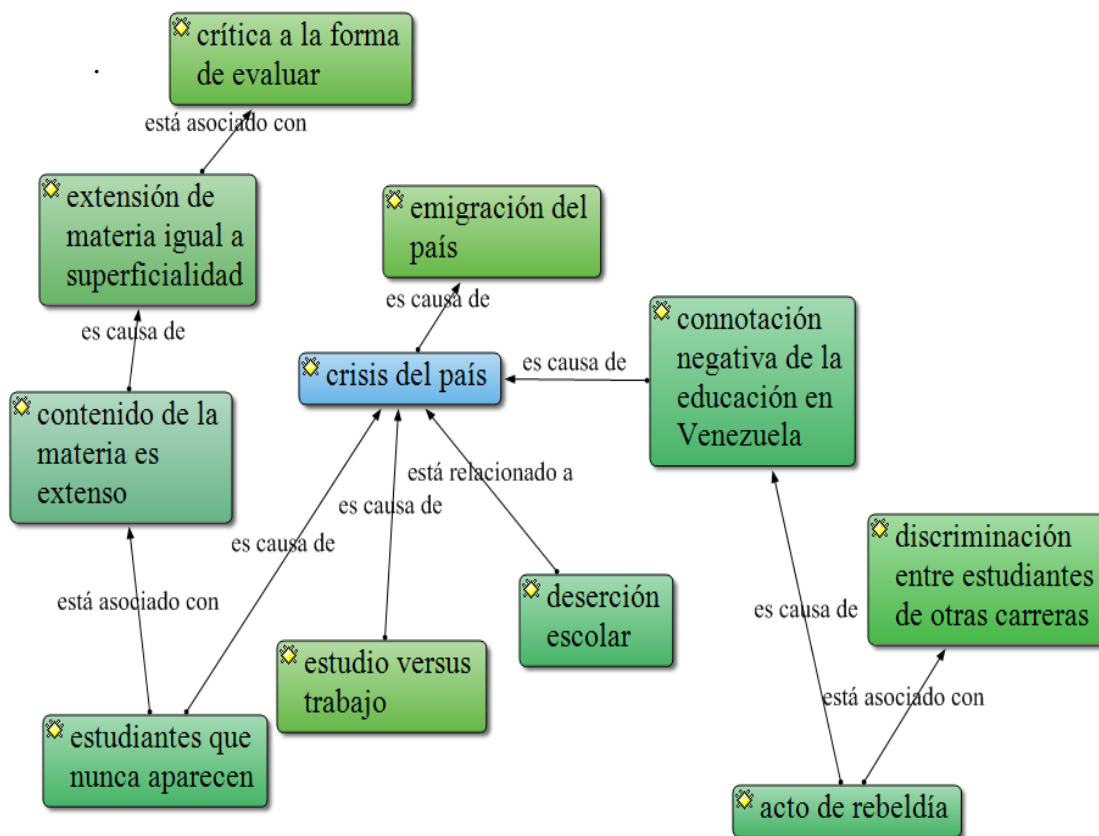 crítica a la forma
de evaluar
está asociado con
extensión de
materia igual a
superficialidad
emigración del
país
es causa de
es causa de
connotación
negativa de la
educación en
Venezuela
es causa de
crisis del país
contenido de la
materia es
extenso
está relacionado a
es causa de
es causa de
discriminación
entre estudiantes
de otras carreras
está asociado con
deserción
escolar
es causa de
estudio versus
trabajo
está asociado con
estudiantes que
nunca aparecen
acto de rebeldía